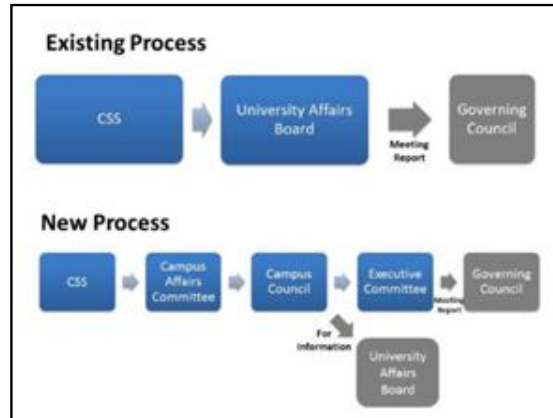 Existing Process
CSS
University Affairs
Board
Meeting
Report
Governing
Council
New Process
CSS
Campus
Affairs
Committee
Campus
Council
Executive
Committee
Meeting
Report
Governing
Council
For
Information
University
Affairs
Board